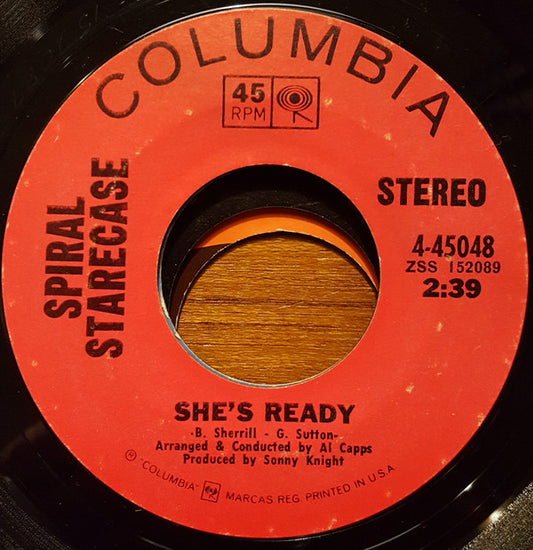 COLUMBIA
45
RPM
STEREO
SPIRAL
STARECASE
4-45048
ZSS 152089
2:39
SHE'S READY
-B. Sherrill - G. Sutton-
Arranged & Conducted by Al Capps
Produced by Sonny Knight
"COLUMBIA" MARCAS REG. PRINTED IN U.S.A.